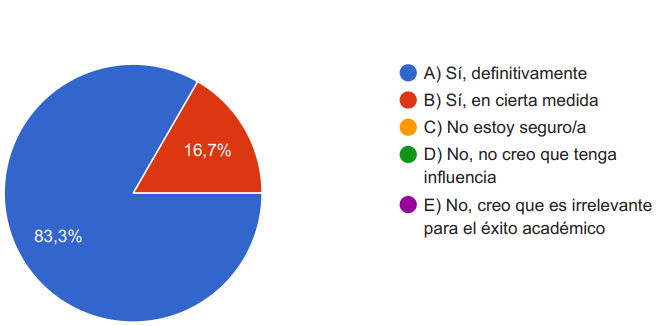 A) Sí, definitivamente
B) Sí, en cierta medida
C) No estoy seguro/a
D) No, no creo que tenga
influencia
E) No, creo que es irrelevante
para el éxito académico
16,7%
83,3%